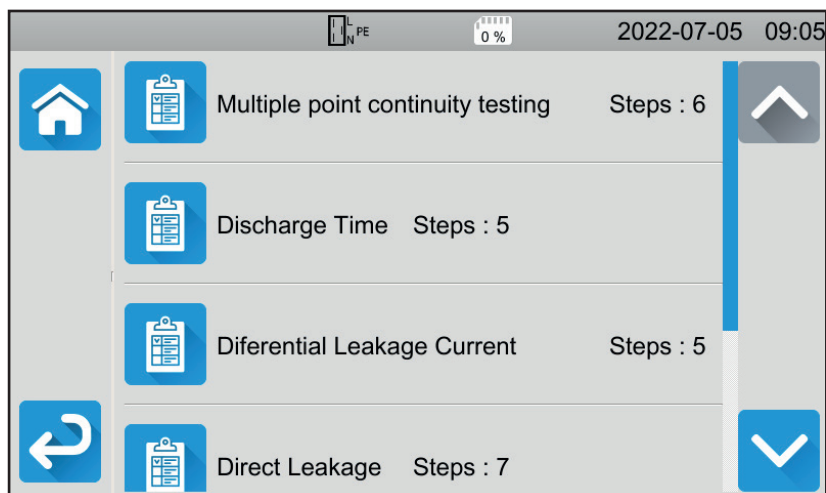 L
N PE 0 % 2022-07-05 09:05
Multiple point continuity testing Steps : 6
Discharge Time Steps : 5
Diferential Leakage Current Steps : 5
Direct Leakage Steps : 7